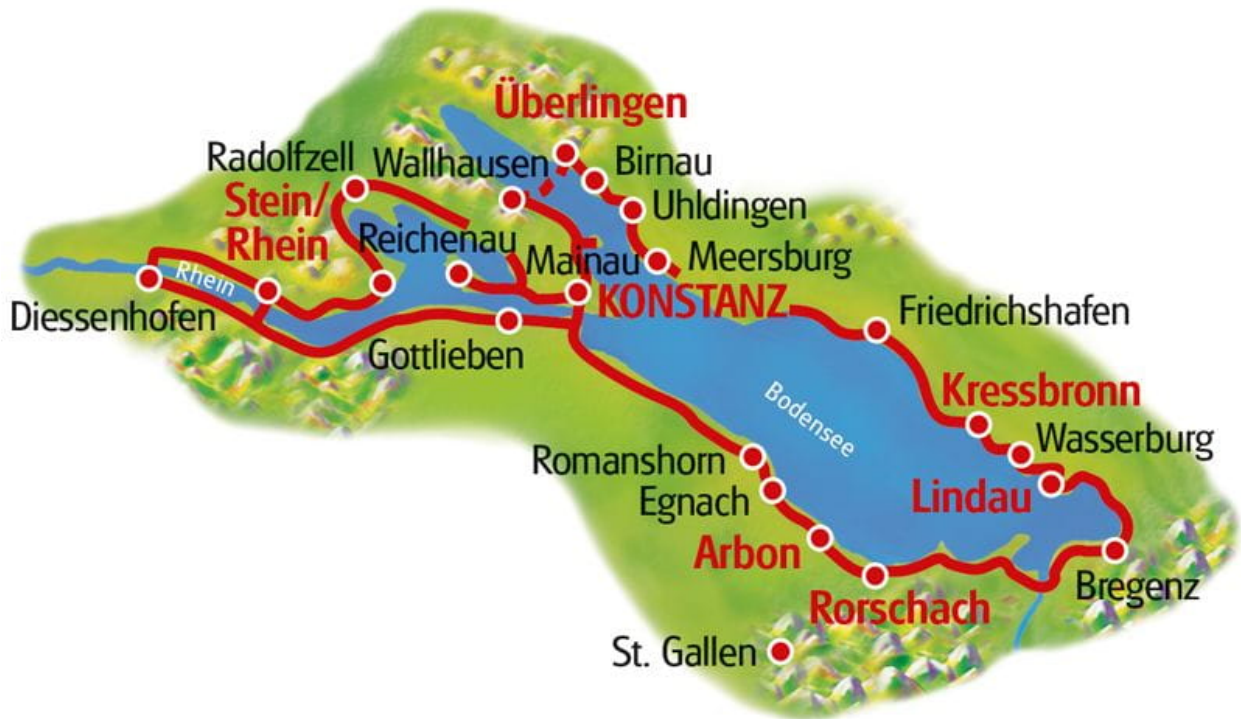 Überlingen
Radolfzell
Wallhausen
Birnau
Stein/
Rhein
Uhldingen
Reichenau
Mainau
Meersburg
Rhein
KONSTANZ
Diessenhofen
Friedrichshafen
Gottlieben
Kressbronn
Bodensee
Wasserburg
Romanshorn
Egnach
Lindau
Arbon
Bregenz
Rorschach
St. Gallen